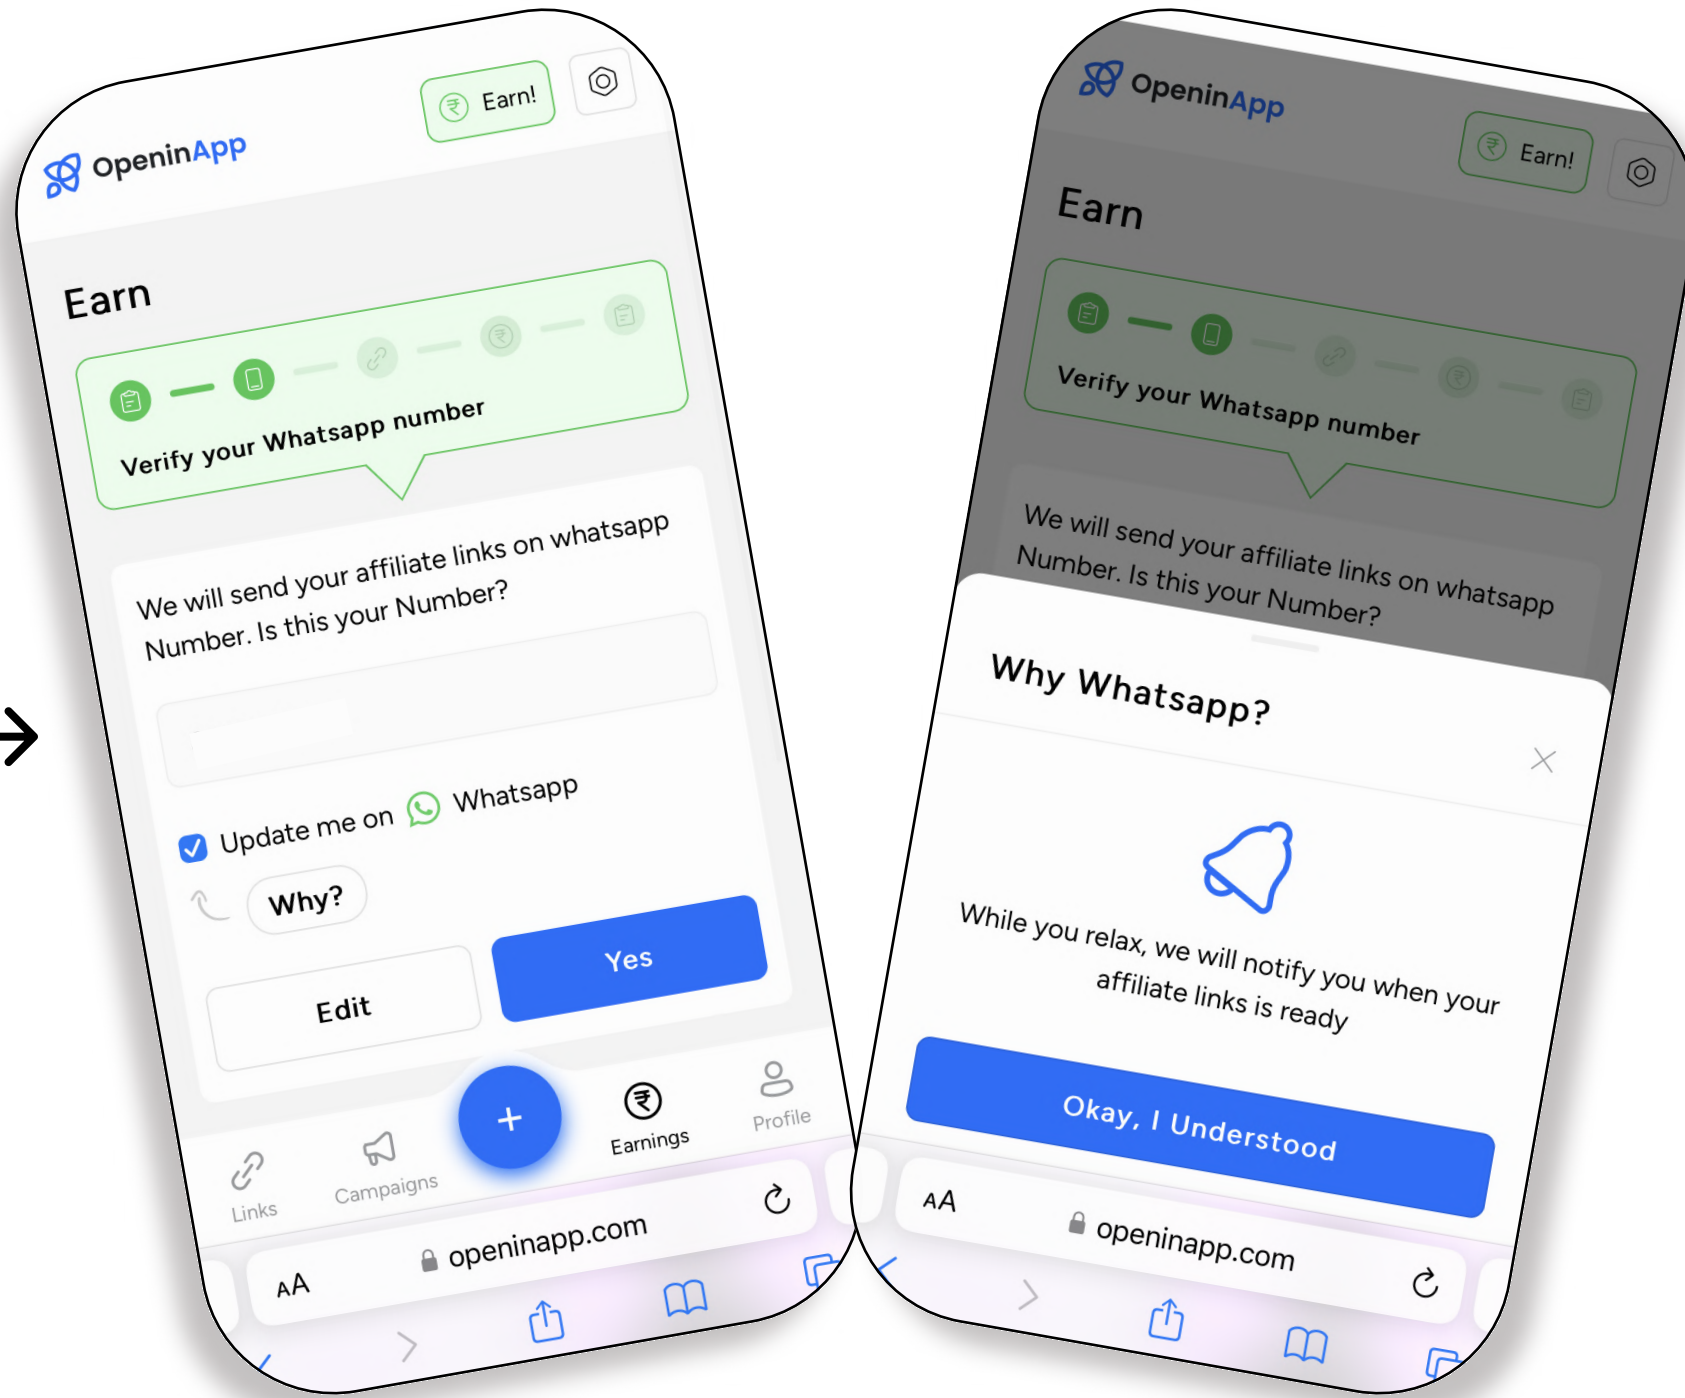 OpeninApp
Earn!
Earn
Verify your Whatsapp number
We will send your affiliate links on whatsapp
Number. Is this your Number?
Update me on Whatsapp
Why?
Edit
Yes
Links
Campaigns
+
Earnings
Profile
AA
openinapp.com
OpeninApp
Earn!
Earn
Verify your Whatsapp number
We will send your affiliate links on whatsapp
Number. Is this your Number?
Why Whatsapp?
While you relax, we will notify you when your
affiliate links is ready
Okay, I Understood
AA
openinapp.com